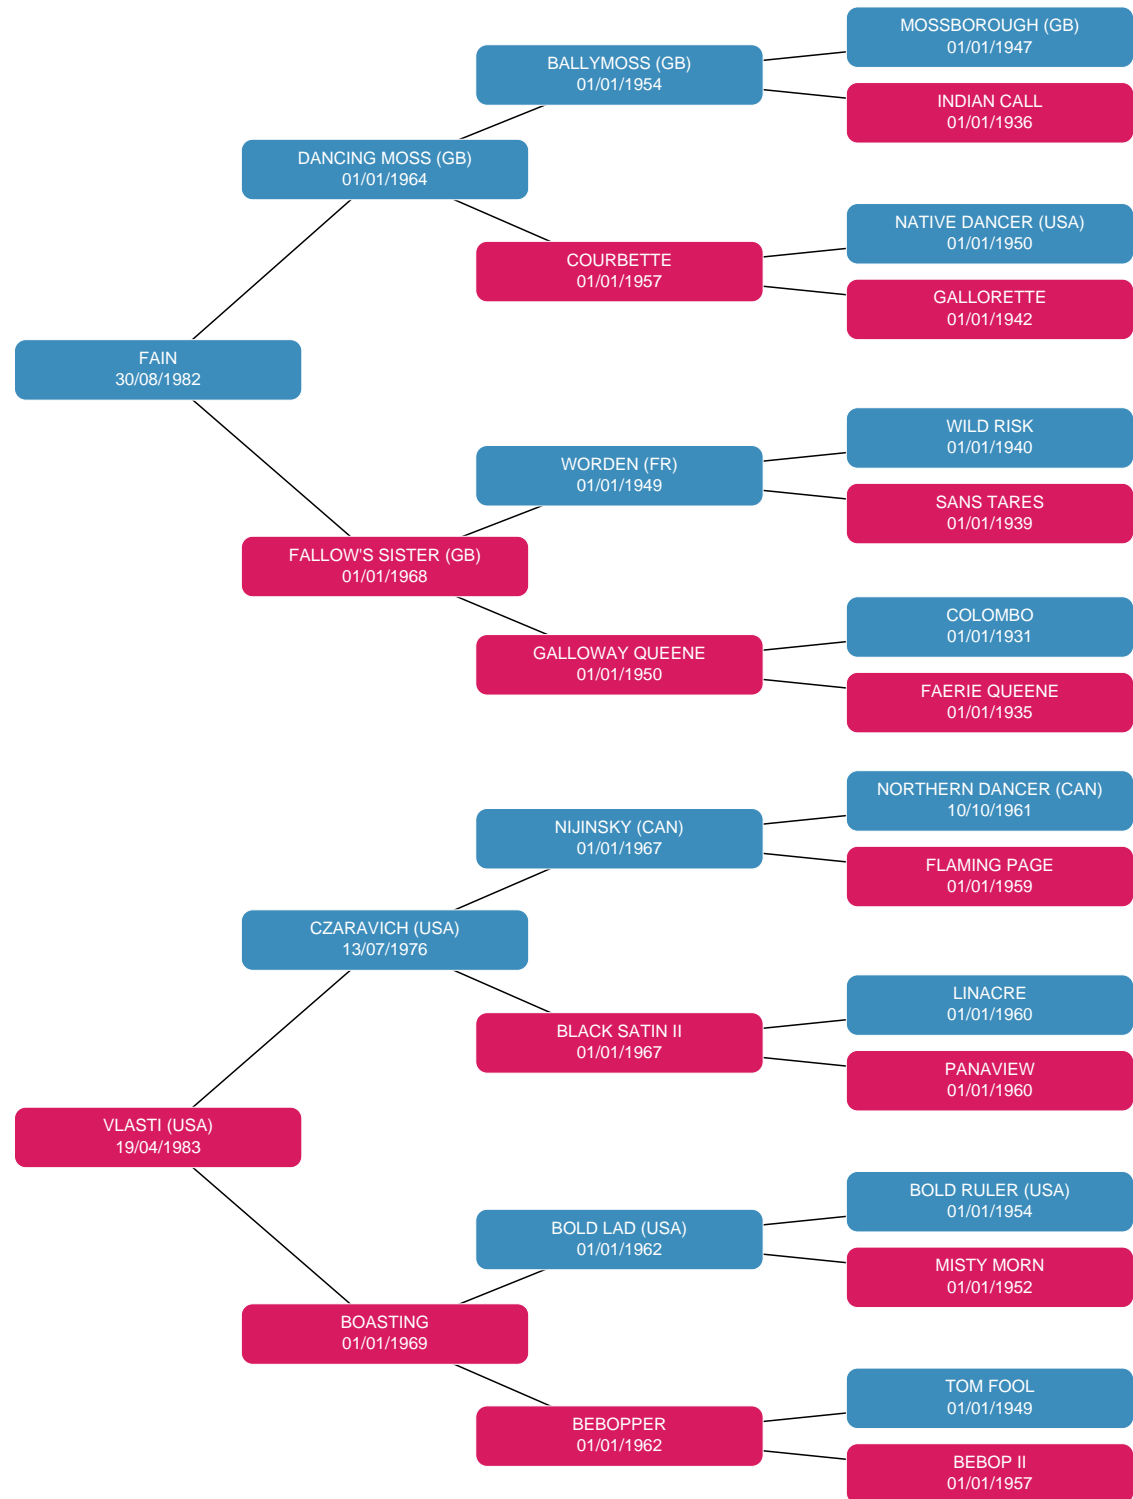 MOSSBOROUGH (GB)
01/01/1947
BALLYMOSS (GB)
01/01/1954
INDIAN CALL
01/01/1936
DANCING MOSS (GB)
01/01/1964
NATIVE DANCER (USA)
01/01/1950
COURBETTE
01/01/1957
GALLORETTE
01/01/1942
FAIN
30/08/1982
WILD RISK
01/01/1940
WORDEN (FR)
01/01/1949
SANS TARES
01/01/1939
FALLOW'S SISTER (GB)
01/01/1968
COLOMBO
01/01/1931
GALLOWAY QUEENE
01/01/1950
FAERIE QUEENE
01/01/1935
NORTHERN DANCER (CAN)
10/10/1961
NIJINSKY (CAN)
01/01/1967
FLAMING PAGE
01/01/1959
CZARAVICH (USA)
13/07/1976
LINACRE
01/01/1960
BLACK SATIN II
01/01/1967
PANAVIEW
01/01/1960
VLASTI (USA)
19/04/1983
BOLD RULER (USA)
01/01/1954
BOLD LAD (USA)
01/01/1962
MISTY MORN
01/01/1952
BOASTING
01/01/1969
TOM FOOL
01/01/1949
BEBOPPER
01/01/1962
BEBOP II
01/01/1957